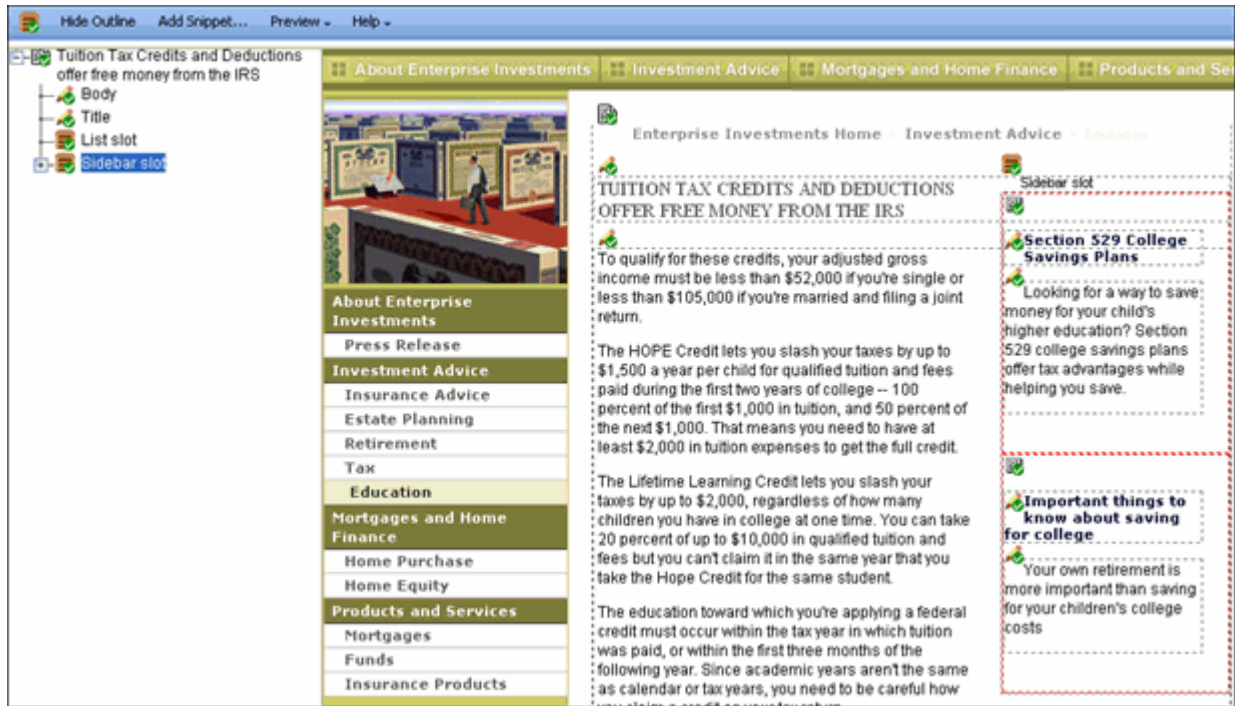 Hide Outline Add Snippet... Preview Help
Tuition Tax Credits and Deductions
offer free money from the IRS
Body
Title
List slot
Sidebar slot
About Enterprise Investments Investment Advice Mortgages and Home Finance Products and Se
Enterprise Investments Home Investment Advice Education
TUITION TAX CREDITS AND DEDUCTIONS
OFFER FREE MONEY FROM THE IRS
To qualify for these credits, your adjusted gross
income must be less than $52,000 if you're single or
less than $105,000 if you're married and filing a joint
return.
The HOPE Credit lets you slash your taxes by up to
$1,500 a year per child for qualified tuition and fees
paid during the first two years of college -- 100
percent of the first $1,000 in tuition, and 50 percent of
the next $1,000. That means you need to have at
least $2,000 in tuition expenses to get the full credit.
The Lifetime Learning Credit lets you slash your
taxes by up to $2,000, regardless of how many
children you have in college at one time. You can take
20 percent of up to $10,000 in qualified tuition and
fees but you can't claim it in the same year that you
take the Hope Credit for the same student.
The education toward which you're applying a federal
credit must occur within the tax year in which tuition
was paid, or within the first three months of the
following year. Since academic years aren't the same
as calendar or tax years, you need to be careful how
you claim a credit on your tax return.
Sidebar slot
Section 529 College
Savings Plans
Looking for a way to save
money for your child's
higher education? Section
529 college savings plans
offer tax advantages while
helping you save.
Important things to
know about saving
for college
Your own retirement is
more important than saving
for your children's college
costs
About Enterprise
Investments
Press Release
Investment Advice
Insurance Advice
Estate Planning
Retirement
Tax
Education
Mortgages and Home
Finance
Home Purchase
Home Equity
Products and Services
Mortgages
Funds
Insurance Products